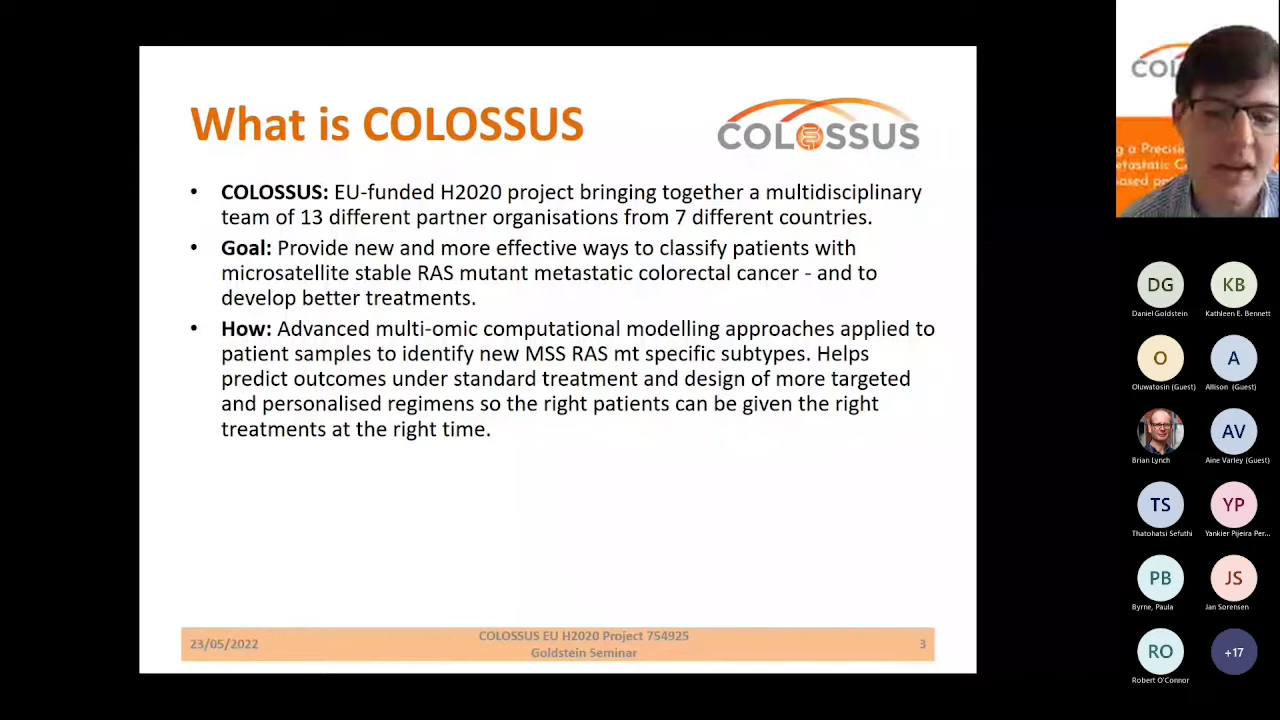 What is COLOSSUS
COLOSSUS
• COLOSSUS: EU-funded H2020 project bringing together a multidisciplinary
team of 13 different partner organisations from 7 different countries.
• Goal: Provide new and more effective ways to classify patients with
microsatellite stable RAS mutant metastatic colorectal cancer - and to
develop better treatments.
• How: Advanced multi-omic computational modelling approaches applied to
patient samples to identify new MSS RAS mt specific subtypes. Helps
predict outcomes under standard treatment and design of more targeted
and personalised regimens so the right patients can be given the right
treatments at the right time.
23/05/2022
COLOSSUS EU H2020 Project 754925
Goldstein Seminar
3
COL
g a Precis
etastatic C
ased p
DG
Daniel Goldstein
KB
Kathleen E. Bennett
O
Oluwatosin (Guest)
A
Allison (Guest)
Brian Lynch
AV
Aine Varley (Guest)
TS
Thatohatsi Sefuthi
YP
Yankier Pijeira Per...
PB
Byrne, Paula
JS
Jan Sorensen
RO
Robert O'Connor
+17